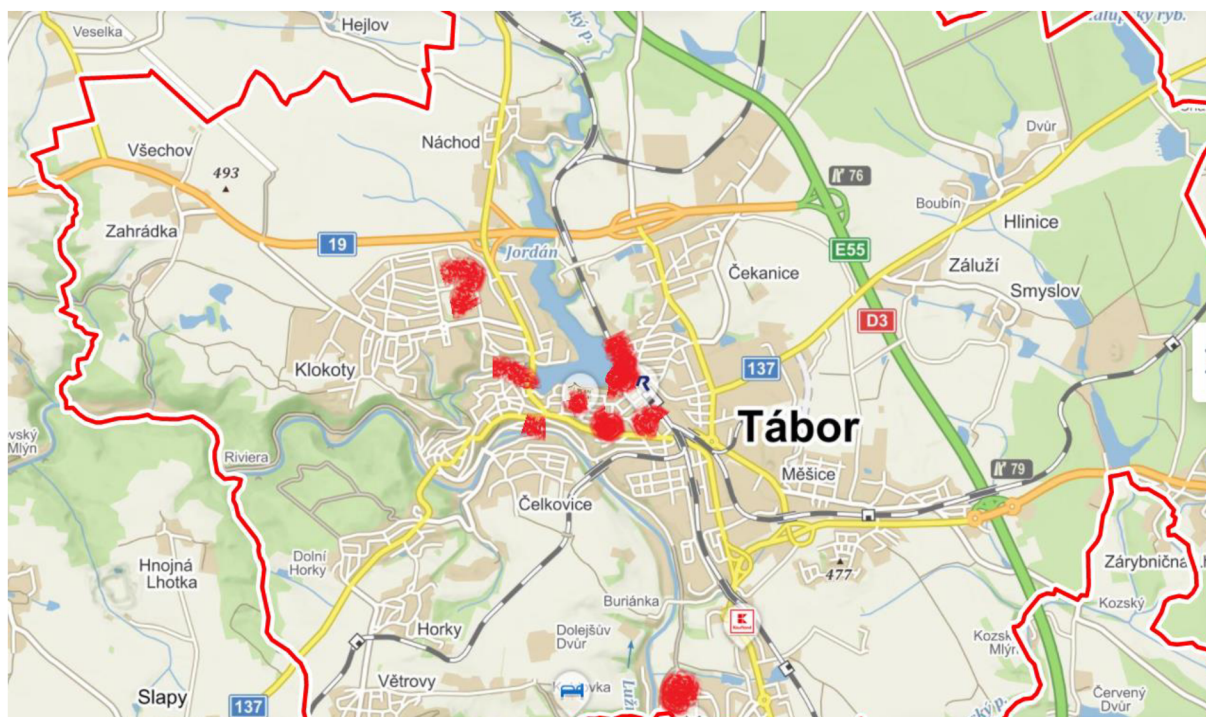 Veselka
Hejlov
Náchod
Všechov
493
76
Dvůr
Boubín
Hlinice
Zahrádka
19
Jordán
E55
Čekanice
Záluží
Smyslov
D3
Klokoty
137
R
Tábor
Mlýn
Riviera
79
Měšice
Čelkovice
Hnojná
Lhotka
Dolní
Horky
477
Zárybničná
Buriánka
Kozský
Kaufland
Horky
Dolejšův
Dvůr
Kozský
Mlýn
Slapy
Větrovy
137
Červený
Dvůr